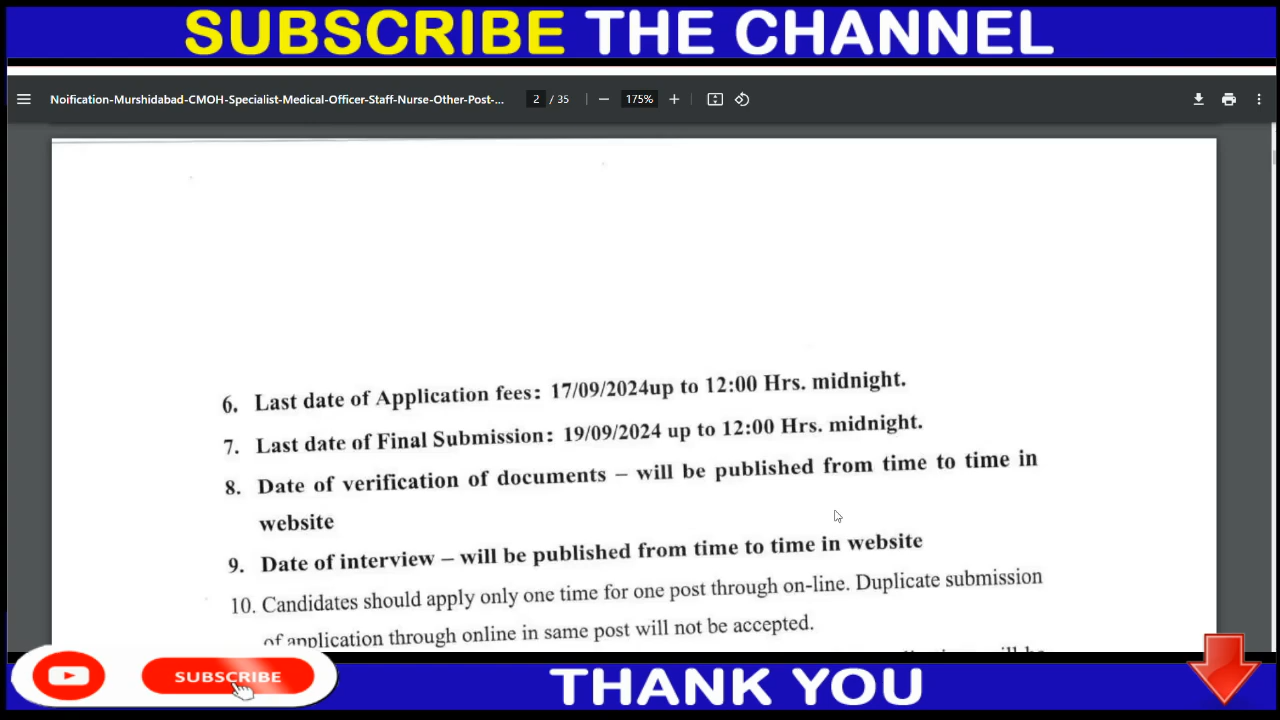 SUBSCRIBE THE CHANNEL
Noification-Murshidabad-CMOH-Specialist-Medical-Officer-Staff-Nurse-Other-Post-... 2 / 35 175%
6. Last date of Application fees: 17/09/2024up to 12:00 Hrs. midnight.
7. Last date of Final Submission: 19/09/2024 up to 12:00 Hrs. midnight.
8. Date of verification of documents – will be published from time to time in
website
9. Date of interview – will be published from time to time in website
10. Candidates should apply only one time for one post through on-line. Duplicate submission
of application through online in same post will not be accepted.
SUBSCRIBE
THANK YOU